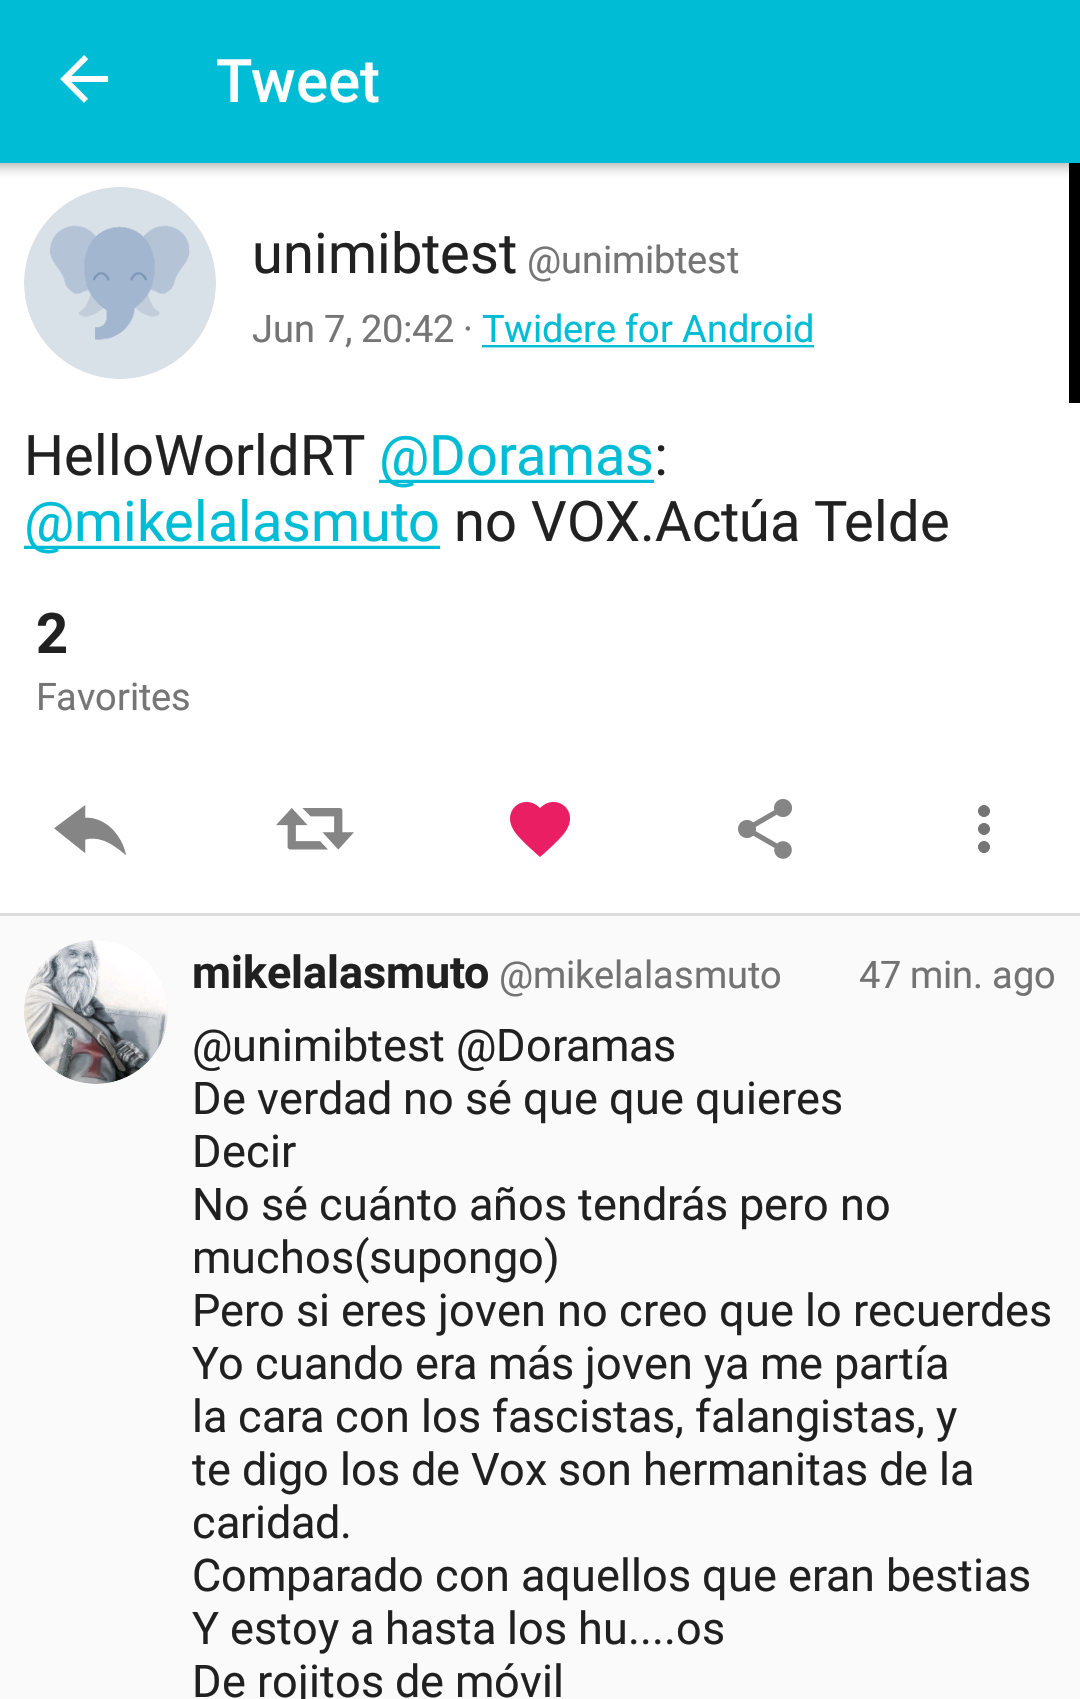 Tweet
unimibtest @unimibtest
Jun 7, 20:42 · Twidere for Android
HelloWorldRT @Doramas:
@mikelalasmuto no VOX.Actúa Telde
2
Favorites
mikelalasmuto @mikelalasmuto 47 min. ago
@unimibtest @Doramas
De verdad no sé que que quieres
Decir
No sé cuánto años tendrás pero no
muchos(supongo)
Pero si eres joven no creo que lo recuerdes
Yo cuando era más joven ya me partía
la cara con los fascistas, falangistas, y
te digo los de Vox son hermanitas de la
caridad.
Comparado con aquellos que eran bestias
Y estoy a hasta los hu....os
De rojitos de móvil